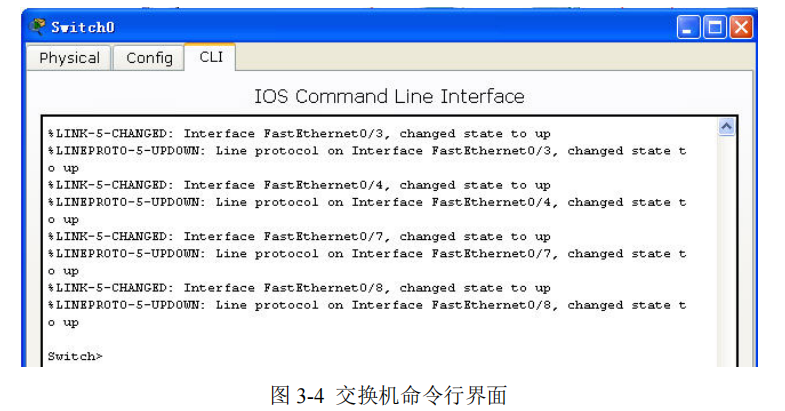 Switch0
Physical Config CLI
IOS Command Line Interface
%LINK-5-CHANGED: Interface FastEthernet0/3, changed state to up
%LINEPROTO-5-UPDOWN: Line protocol on Interface FastEthernet0/3, changed state t
o up
%LINK-5-CHANGED: Interface FastEthernet0/4, changed state to up
%LINEPROTO-5-UPDOWN: Line protocol on Interface FastEthernet0/4, changed state t
o up
%LINK-5-CHANGED: Interface FastEthernet0/7, changed state to up
%LINEPROTO-5-UPDOWN: Line protocol on Interface FastEthernet0/7, changed state t
o up
%LINK-5-CHANGED: Interface FastEthernet0/8, changed state to up
%LINEPROTO-5-UPDOWN: Line protocol on Interface FastEthernet0/8, changed state t
o up
Switch>
图 3-4 交换机命令行界面